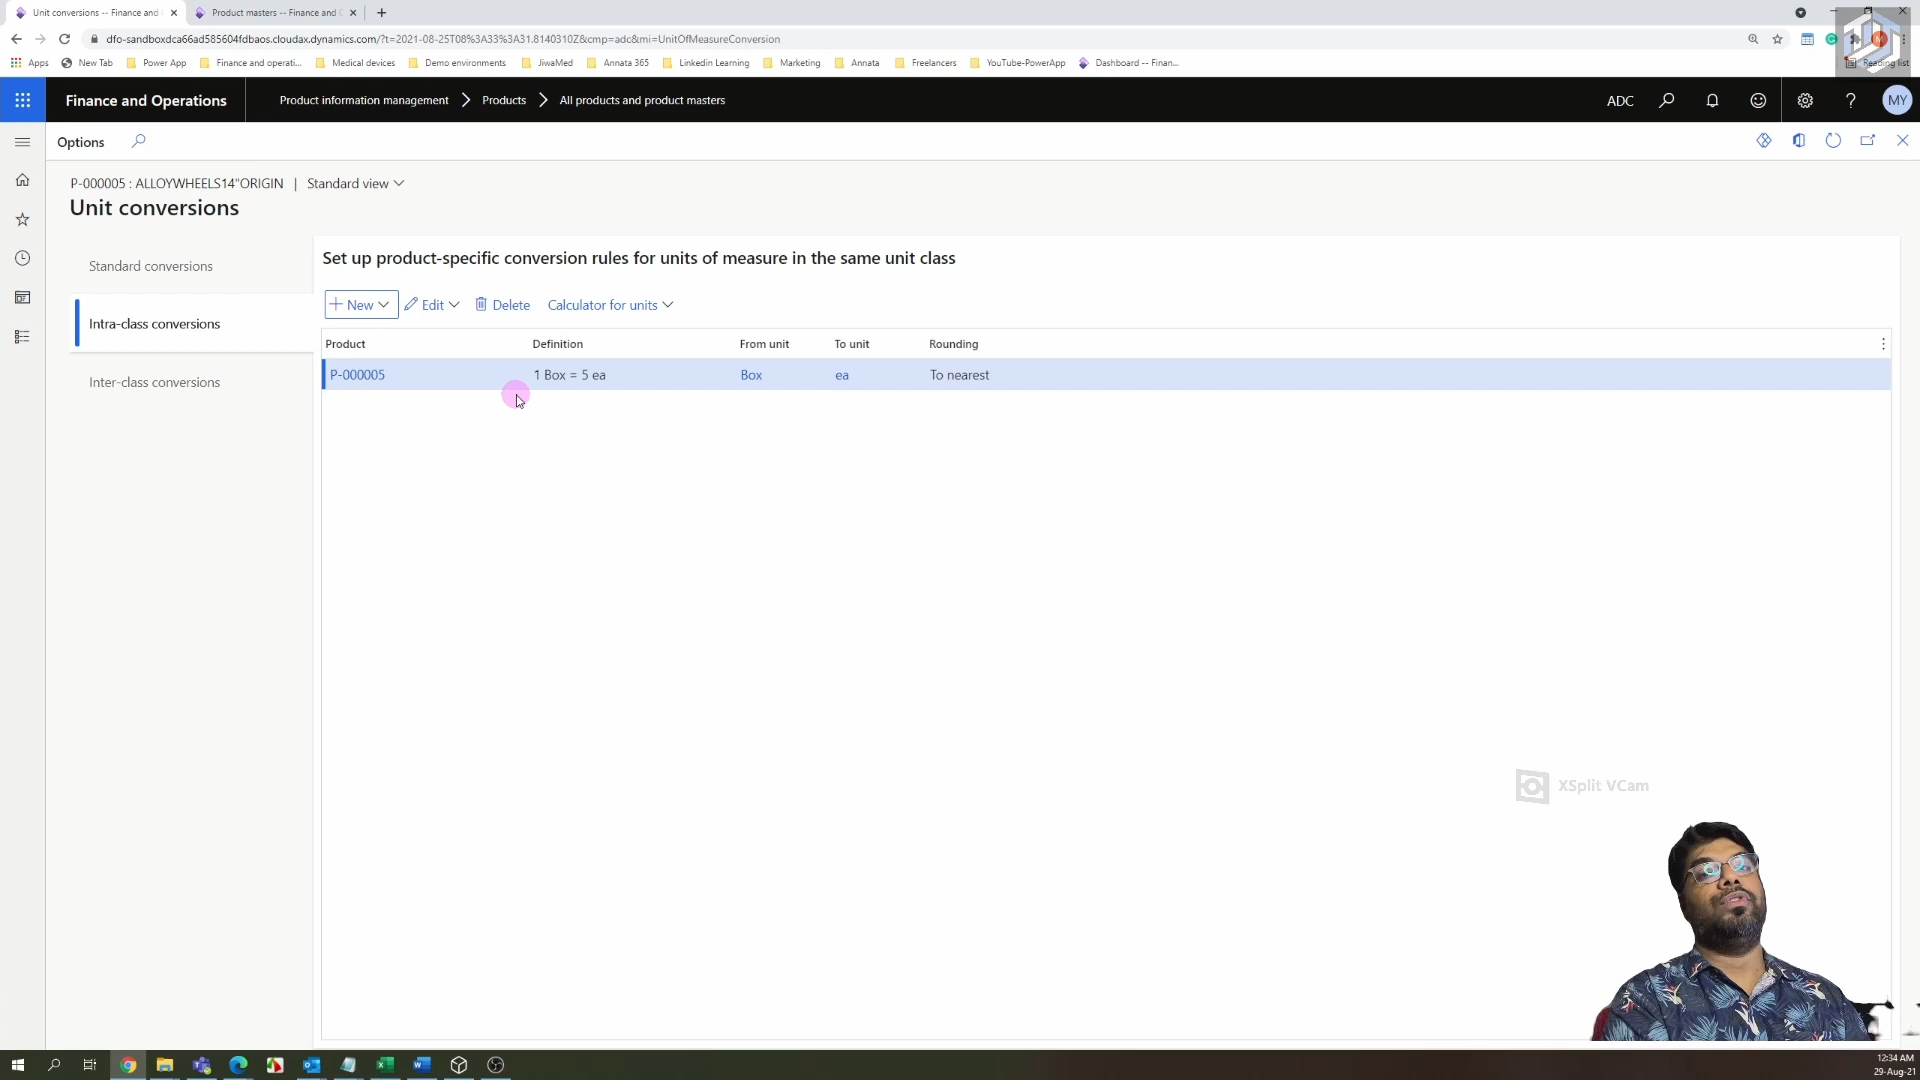 Unit conversions -- Finance and
Product masters -- Finance and
dfo-sandboxdca66ad585604fdbaos.cloudax.dynamics.com/?t=2021-08-25T08%3A33%3A31.8140310Z&cmp=adc&mi=UnitOfMeasureConversion
Apps New Tab Power App Finance and operati... Medical devices Demo environments JiwaMed Annata 365 Linkedin Learning Marketing Annata Freelancers YouTube-PowerApp Dashboard -- Finan... Reading list
Finance and Operations Product information management Products All products and product masters ADC ? MY
Options
P-000005 : ALLOYWHEELS14"ORIGIN | Standard view
Unit conversions
Standard conversions
Intra-class conversions
Inter-class conversions
Set up product-specific conversion rules for units of measure in the same unit class
New Edit Delete Calculator for units
Product Definition From unit To unit Rounding
P-000005 1 Box = 5 ea Box ea To nearest
XSplit VCam
12:34 AM
29-Aug-21